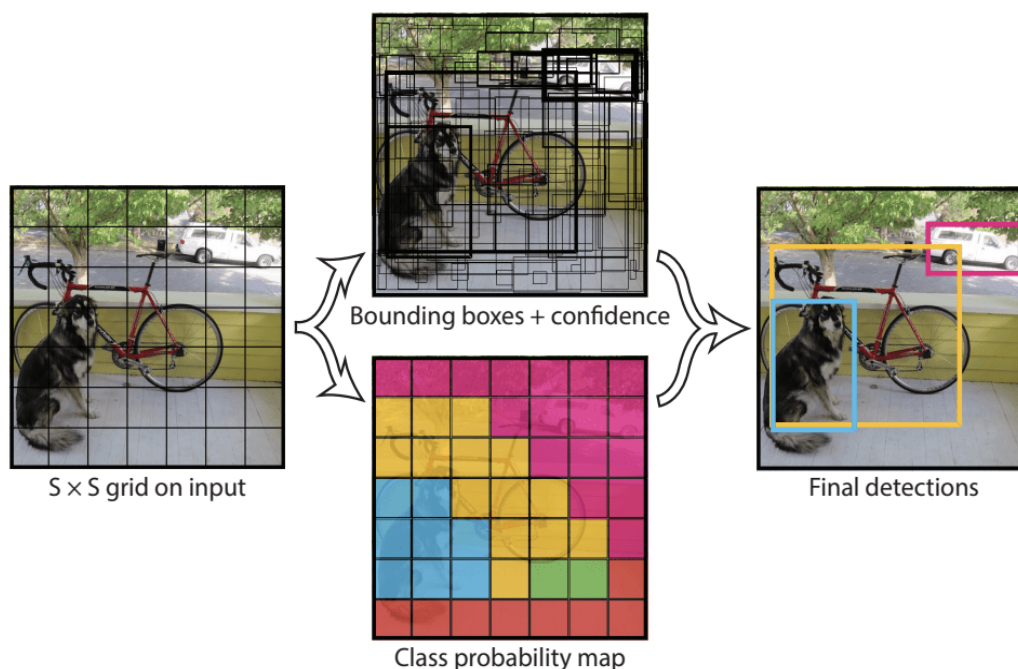 S × S grid on input
Bounding boxes + confidence
Class probability map
Final detections